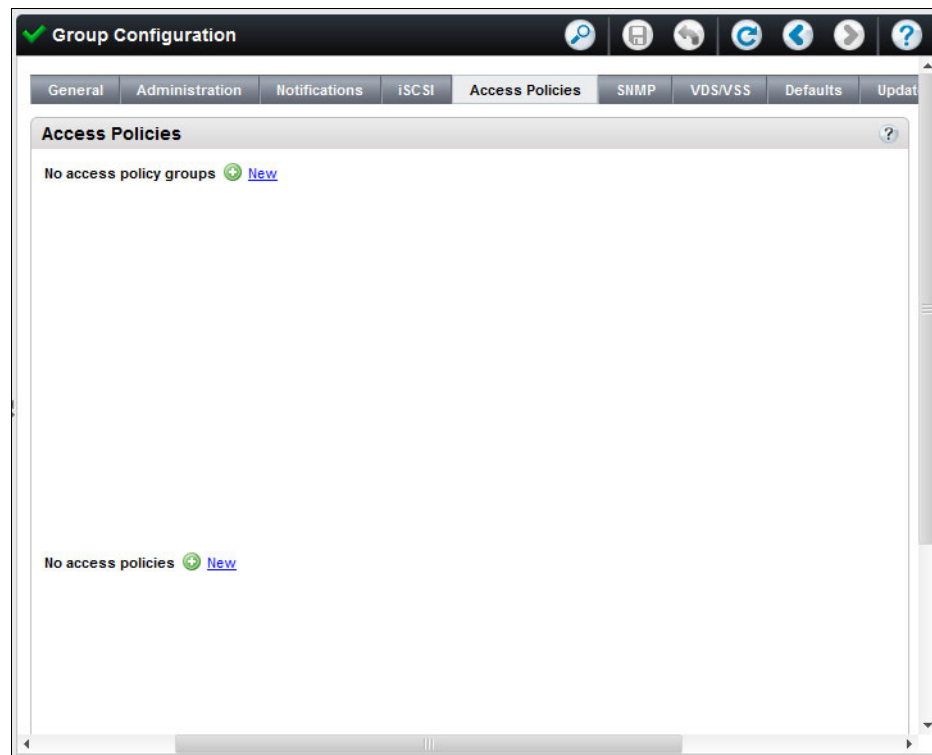 Group Configuration
General Administration Notifications iSCSI Access Policies SNMP VDS/VSS Defaults Updat
Access Policies
No access policy groups New
No access policies New